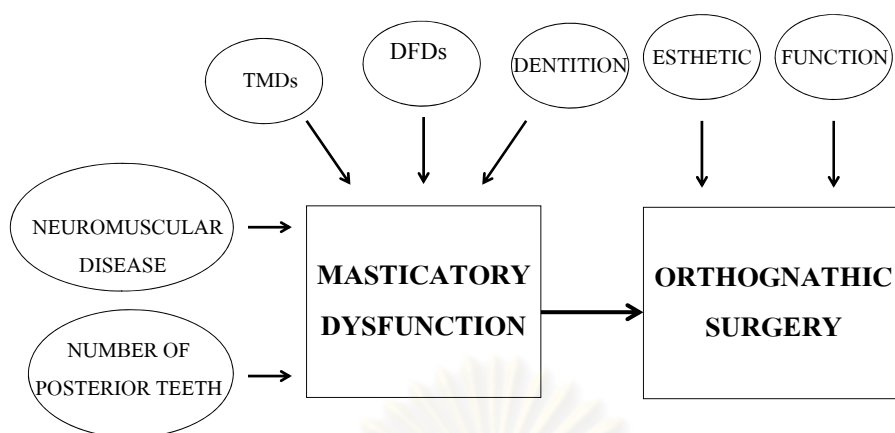 TMDs
DFDs
DENTITION
ESTHETIC
FUNCTION
NEUROMUSCULAR
DISEASE
NUMBER OF
POSTERIOR TEETH
MASTICATORY
DYSFUNCTION
ORTHOGNATHIC
SURGERY